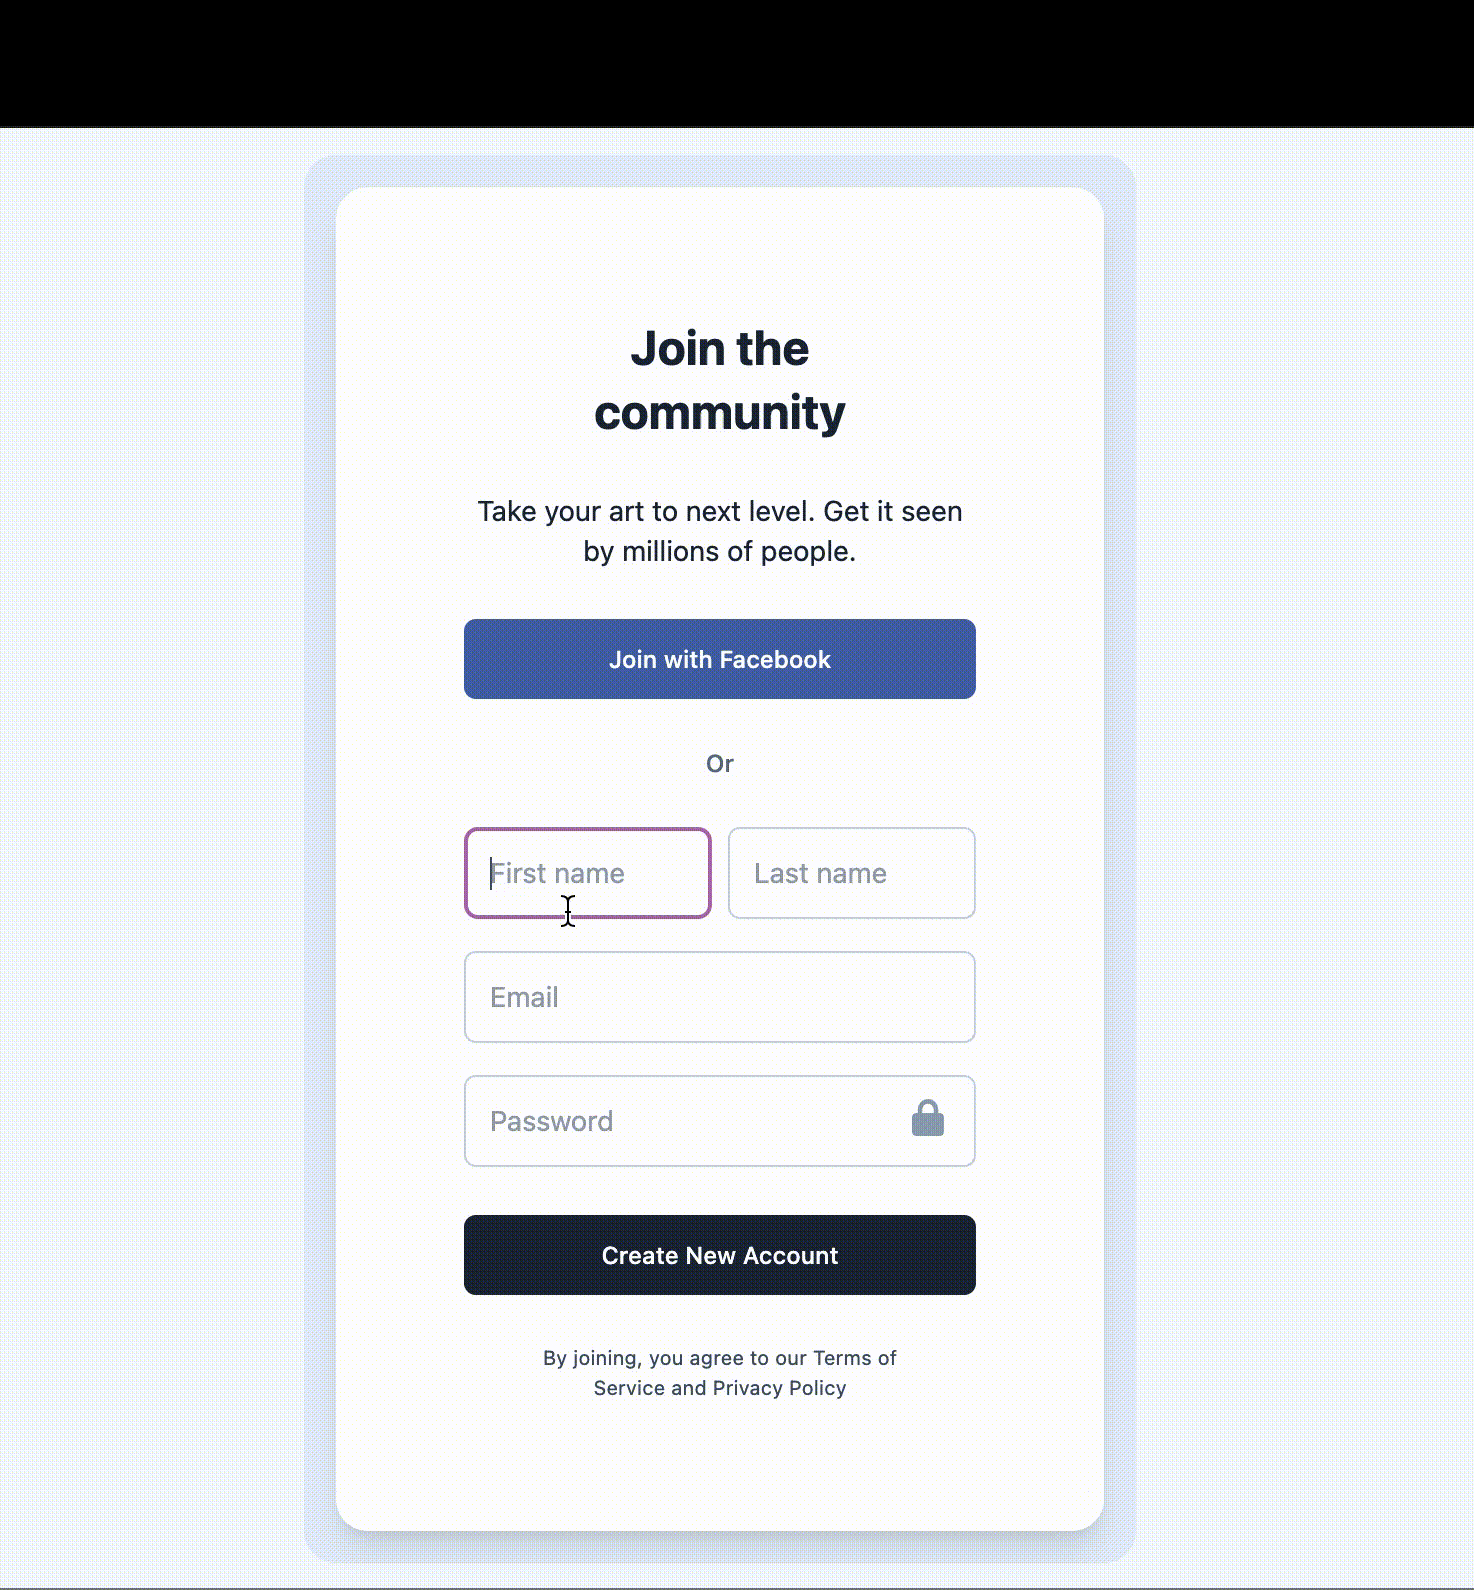 Join the
community
Take your art to next level. Get it seen
by millions of people.
Join with Facebook
Or
First name
Last name
Email
Password
Create New Account
By joining, you agree to our Terms of
Service and Privacy Policy